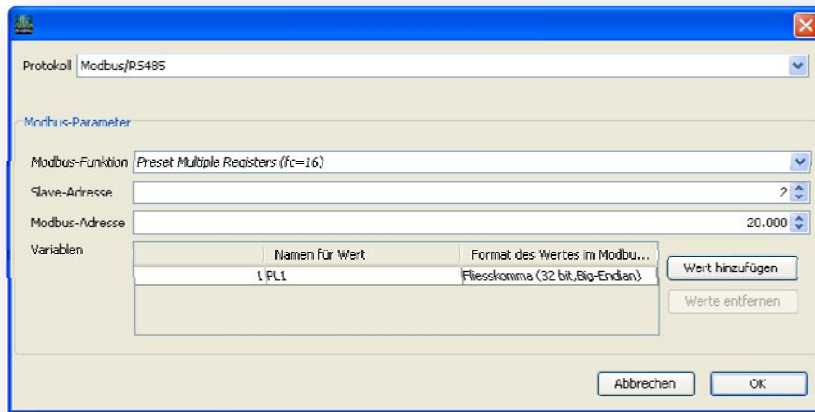 Protokoll Modbus/RS485
Modbus-Parameter
Modbus-Funktion Preset Multiple Registers (fc=16)
Slave-Adresse 2
Modbus-Adresse 20.000
Variablen
Namen für Wert Format des Wertes im Modbu...
1 PL1 Fliesskomma (32 bit,Big-Endian)
Wert hinzufügen
Werte entfernen
Abbrechen OK